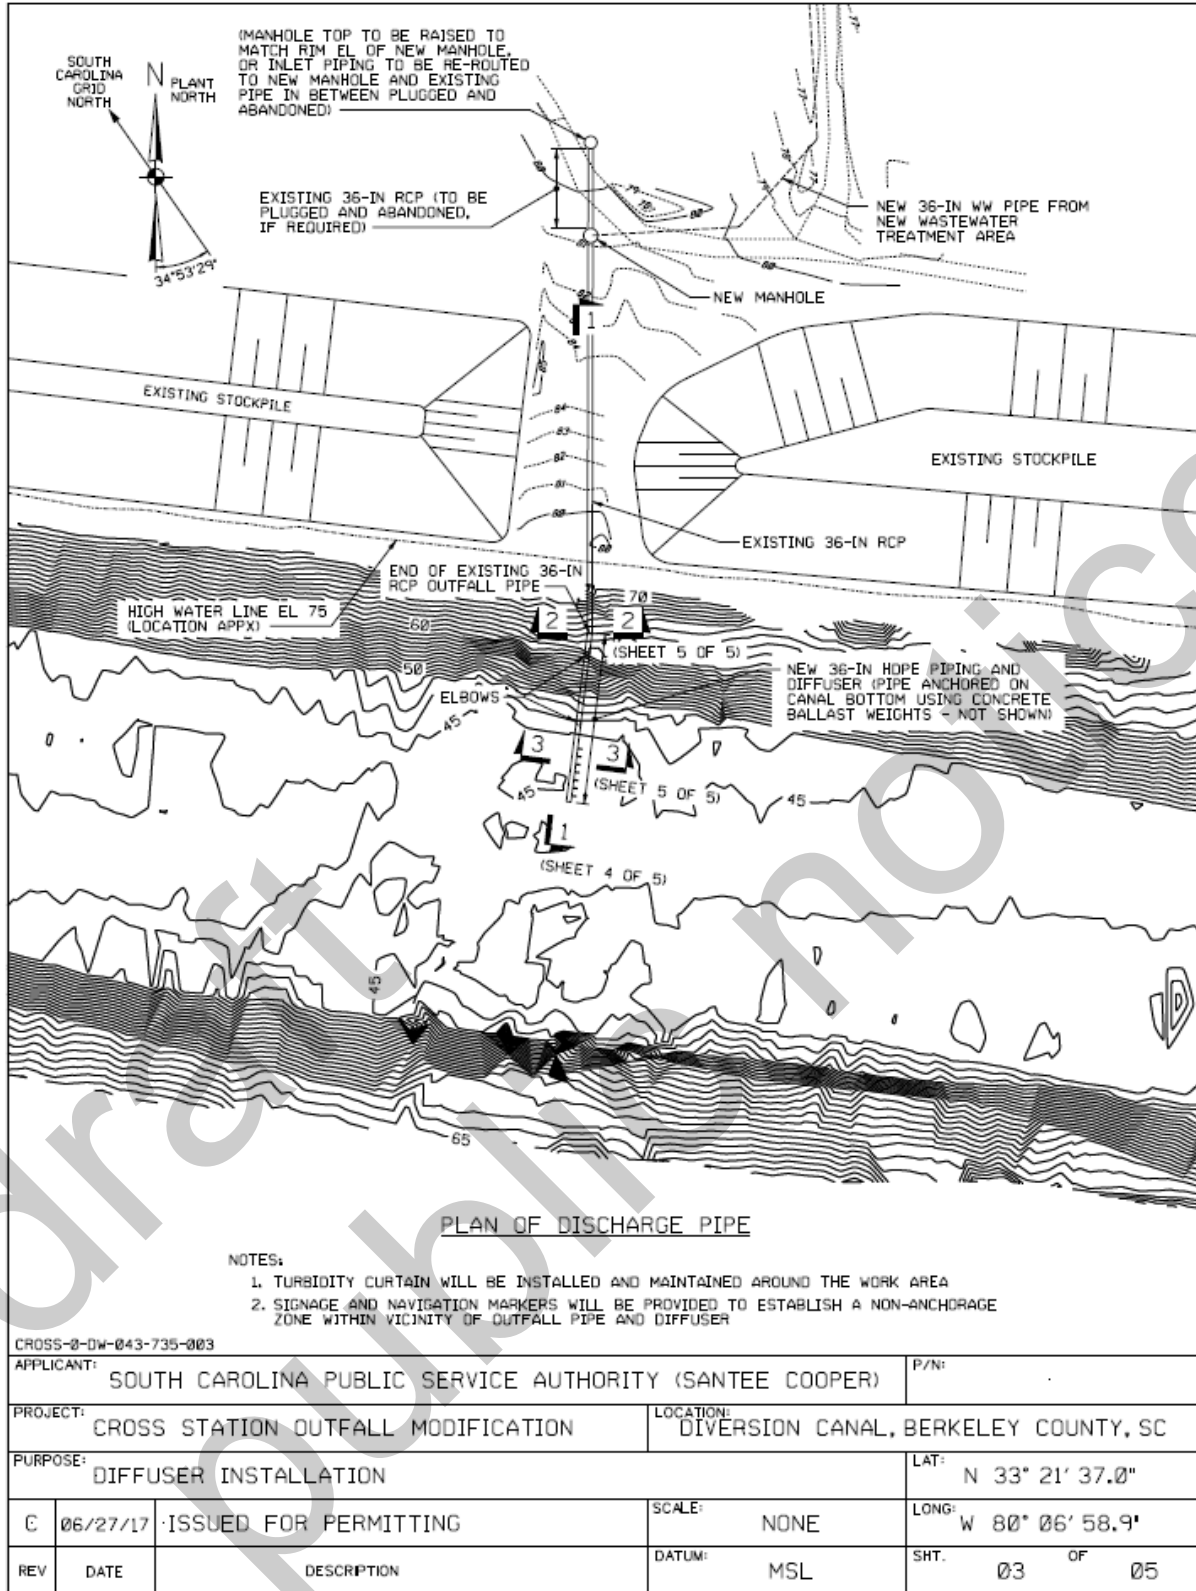 (MANHOLE TOP TO BE RAISED TO
MATCH RIM EL OF NEW MANHOLE,
OR INLET PIPING TO BE RE-ROUTED
TO NEW MANHOLE AND EXISTING
PIPE IN BETWEEN PLUGGED AND
ABANDONED)
SOUTH
CAROLINA
GRID
NORTH
N
PLANT
NORTH
34°53'29"
EXISTING 36-IN RCP (TO BE
PLUGGED AND ABANDONED,
IF REQUIRED)
NEW 36-IN WW PIPE FROM
NEW WASTEWATER
TREATMENT AREA
NEW MANHOLE
1
EXISTING STOCKPILE
84
83
82
81
80
80
EXISTING STOCKPILE
EXISTING 36-IN RCP
END OF EXISTING 36-IN
RCP OUTFALL PIPE
HIGH WATER LINE EL 75
(LOCATION APPX)
70
60
2
2
(SHEET 5 OF 5)
50
NEW 36-IN HDPE PIPING AND
DIFFUSER (PIPE ANCHORED ON
CANAL BOTTOM USING CONCRETE
BALLAST WEIGHTS - NOT SHOWN)
ELBOWS
45
3
3
(SHEET 5 OF 5)
45
45
1
(SHEET 4 OF 5)
45
65
PLAN OF DISCHARGE PIPE
NOTES:
1. TURBIDITY CURTAIN WILL BE INSTALLED AND MAINTAINED AROUND THE WORK AREA
2. SIGNAGE AND NAVIGATION MARKERS WILL BE PROVIDED TO ESTABLISH A NON-ANCHORAGE
ZONE WITHIN VICINITY OF OUTFALL PIPE AND DIFFUSER
CROSS-0-DW-043-735-003
APPLICANT: SOUTH CAROLINA PUBLIC SERVICE AUTHORITY (SANTEE COOPER)
P/N:
PROJECT: CROSS STATION OUTFALL MODIFICATION
LOCATION: DIVERSION CANAL, BERKELEY COUNTY, SC
PURPOSE: DIFFUSER INSTALLATION
LAT: N 33° 21' 37.0"
C 06/27/17 ISSUED FOR PERMITTING
SCALE: NONE
LONG: W 80° 06' 58.9"
REV DATE DESCRIPTION
DATUM: MSL
SHT. 03 OF 05
draft
public notice